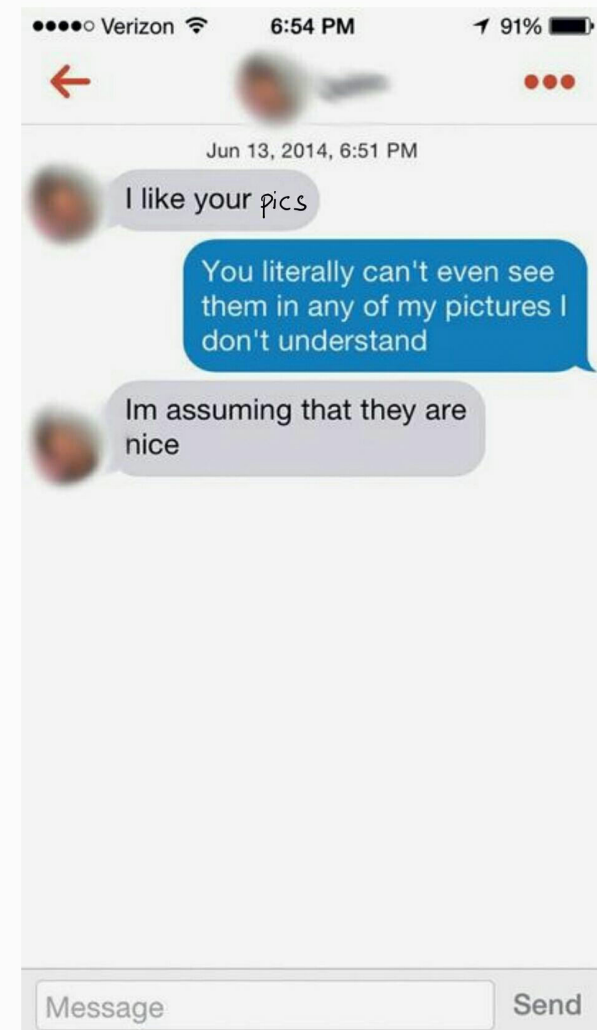 ●●●●○ Verizon 6:54 PM 91%
Jun 13, 2014, 6:51 PM
I like your pics
You literally can't even see
them in any of my pictures I
don't understand
Im assuming that they are
nice
Message Send